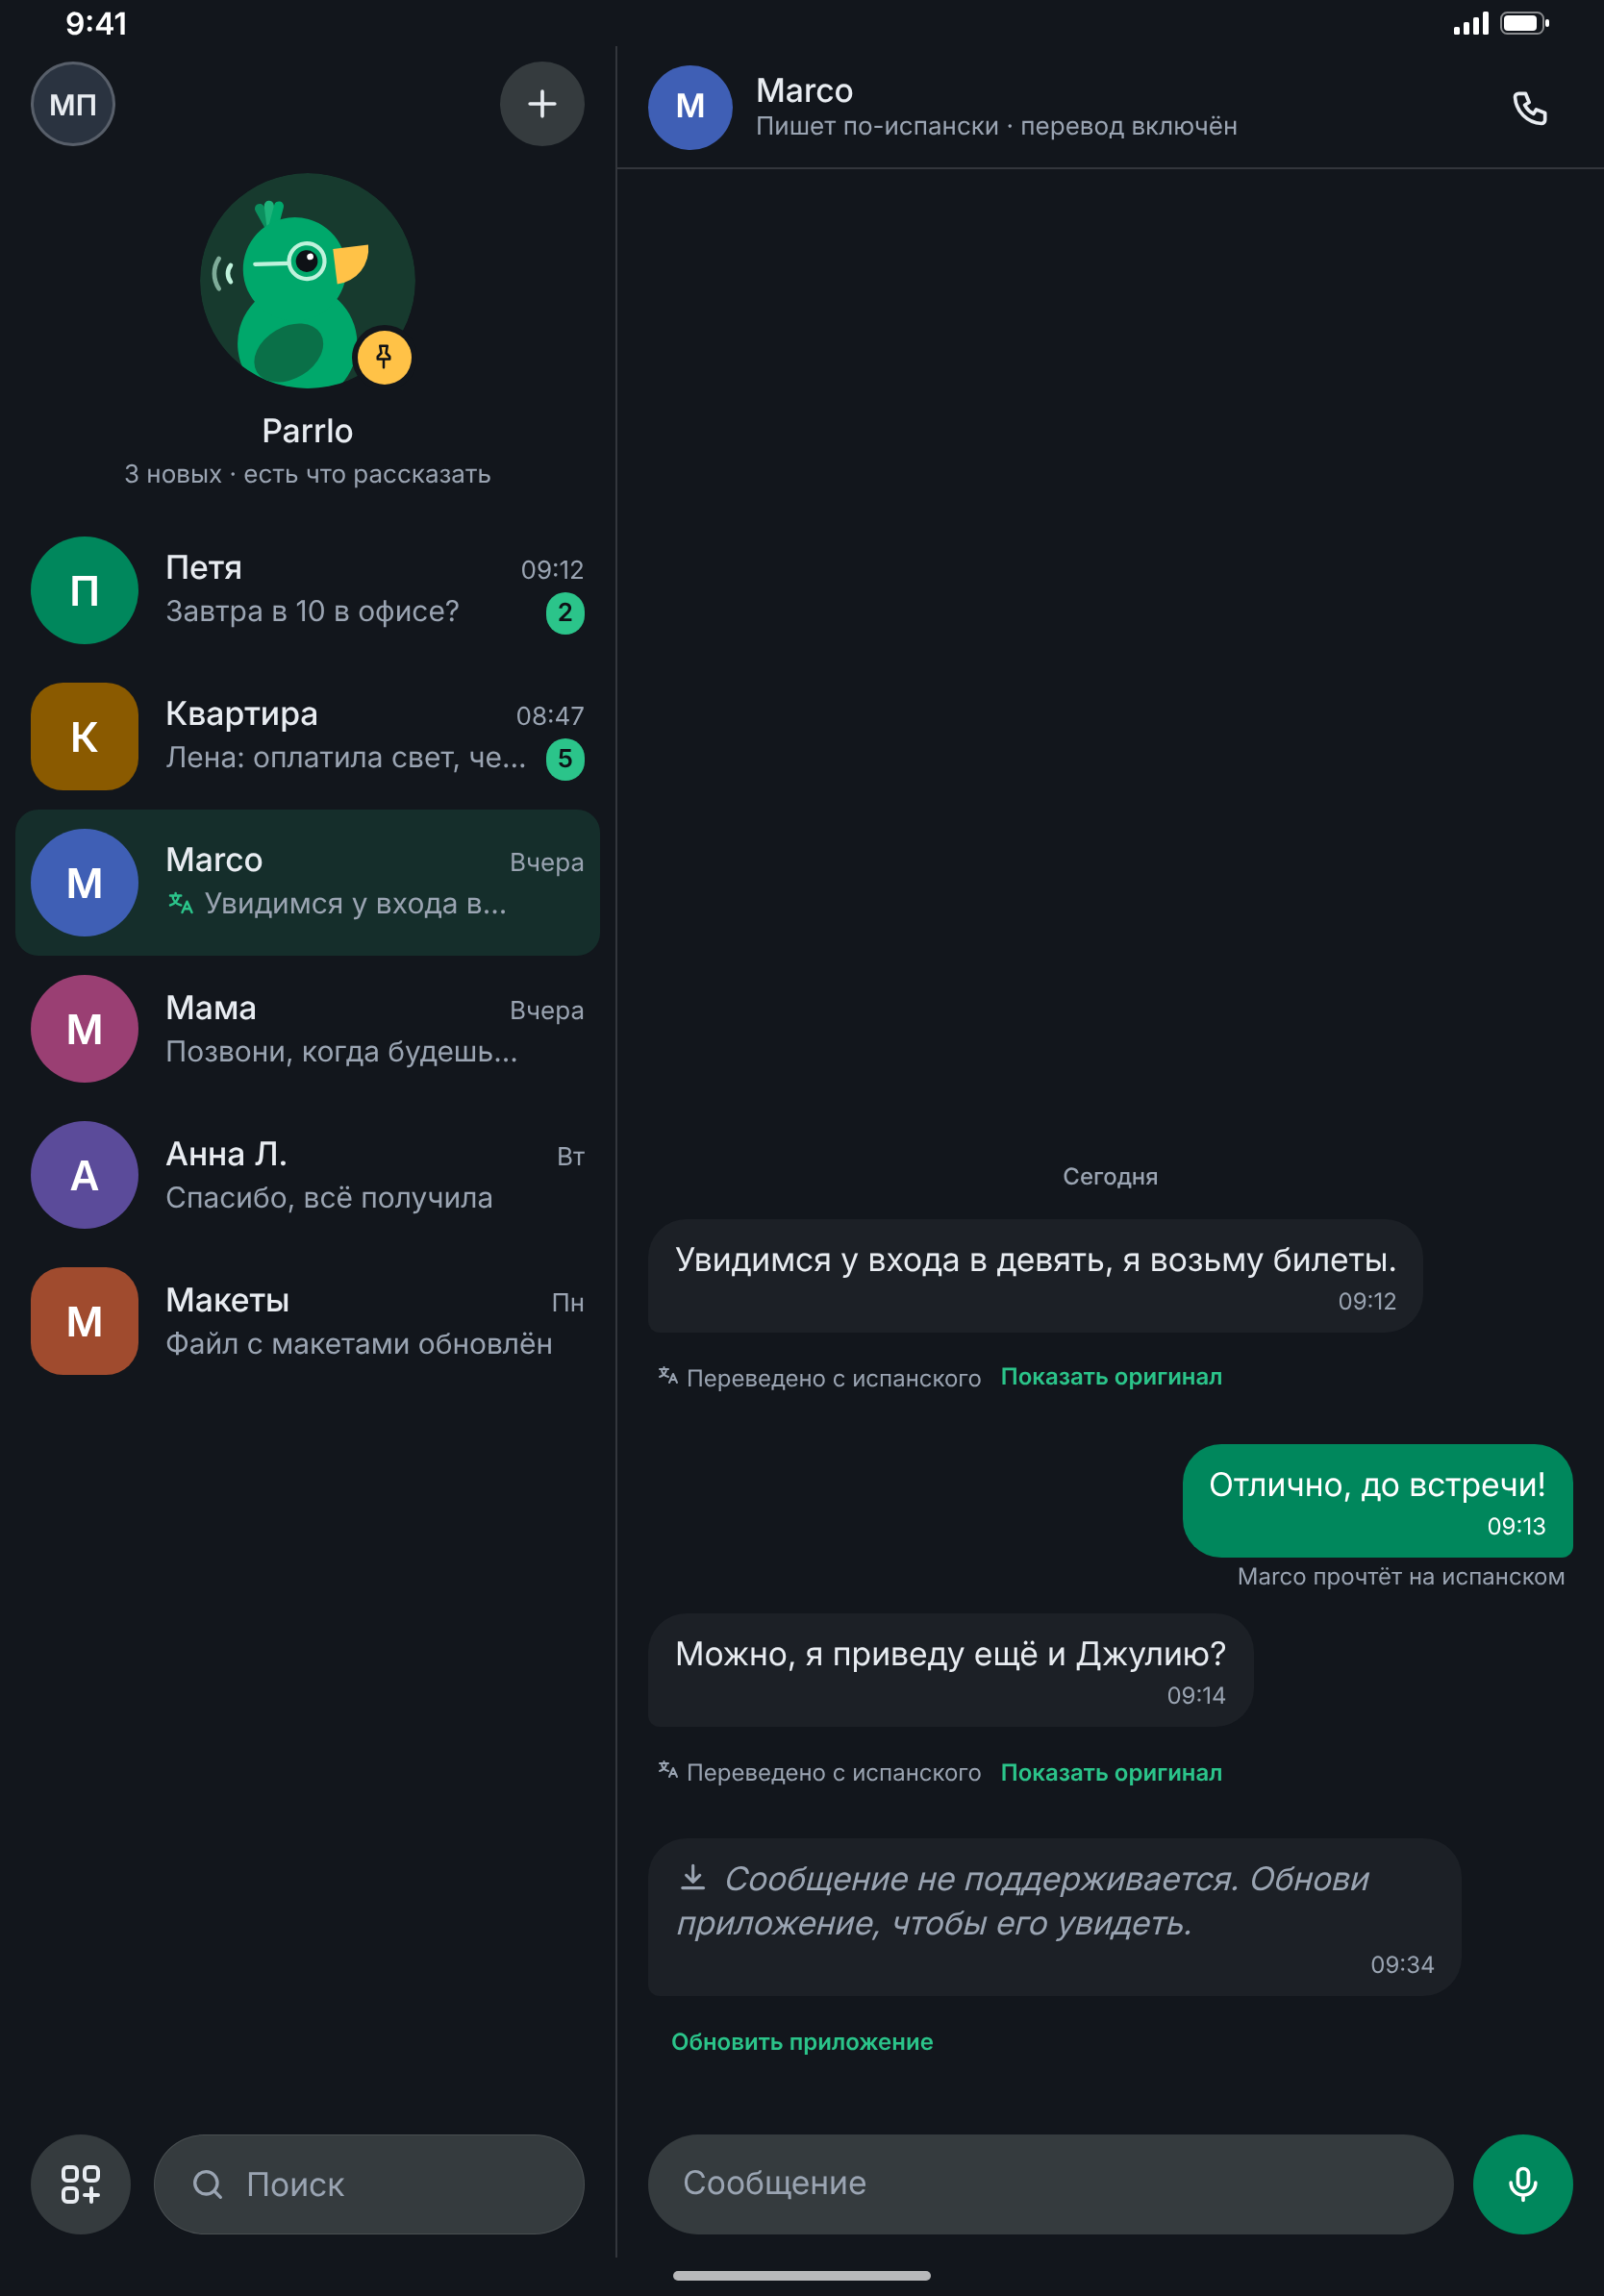 9:41
МП
Parrlo
3 новых · есть что рассказать
П
Петя
09:12
Завтра в 10 в офисе?
2
К
Квартира
08:47
Лена: оплатила свет, че...
5
M
Marco
Вчера
Увидимся у входа в...
М
Мама
Вчера
Позвони, когда будешь...
А
Анна Л.
Вт
Спасибо, всё получила
М
Макеты
Пн
Файл с макетами обновлён
Поиск
M
Marco
Пишет по-испански · перевод включён
Сегодня
Увидимся у входа в девять, я возьму билеты.
09:12
Переведено с испанского Показать оригинал
Отлично, до встречи!
09:13
Marco прочтёт на испанском
Можно, я приведу ещё и Джулию?
09:14
Переведено с испанского Показать оригинал
Сообщение не поддерживается. Обнови
приложение, чтобы его увидеть.
09:34
Обновить приложение
Сообщение